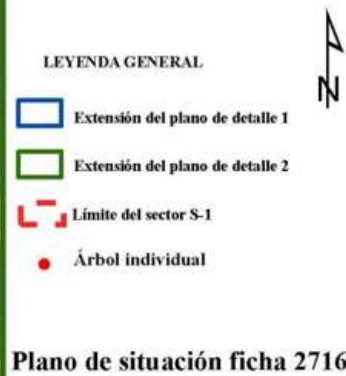 LEYENDA GENERAL
N
Extensión del plano de detalle 1
Extensión del plano de detalle 2
Límite del sector S-1
Árbol individual
Plano de situación ficha 2716